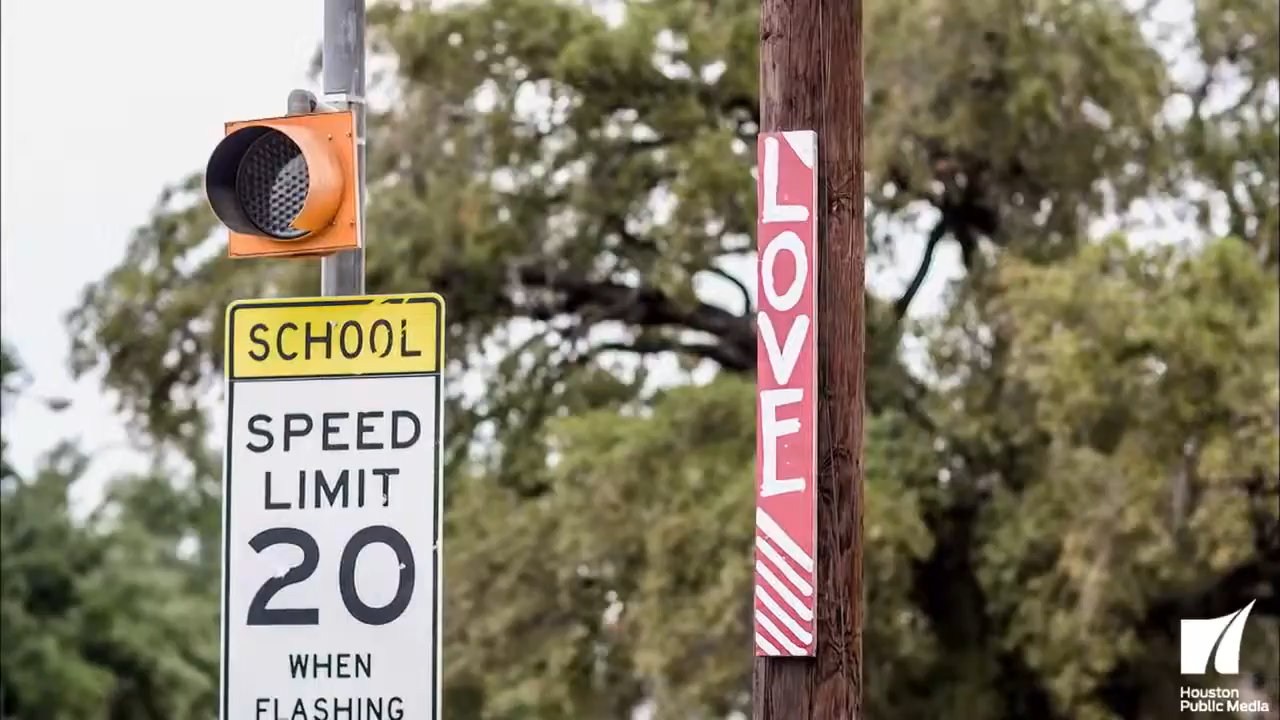 SCHOOL
SPEED
LIMIT
20
WHEN
FLASHING
LOVE
Houston
Public Media